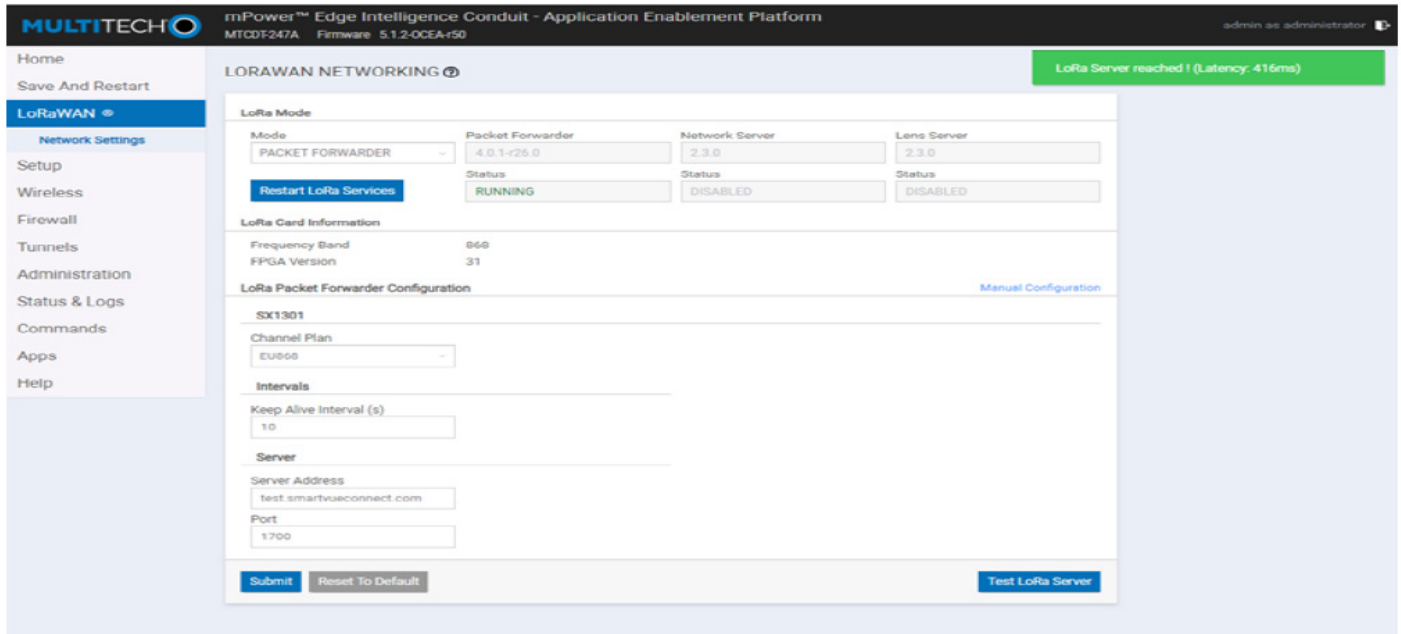 MULTITECH
mPower™ Edge Intelligence Conduit - Application Enablement Platform
MTCDT-247A Firmware 5.1.2-OCEA-r50
admin as administrator
Home
Save And Restart
LoRaWAN ®
Network Settings
Setup
Wireless
Firewall
Tunnels
Administration
Status & Logs
Commands
Apps
Help
LORAWAN NETWORKING
LoRa Server reached ! (Latency: 416ms)
LoRa Mode
Mode Packet Forwarder Network Server Lens Server
PACKET FORWARDER 4.0.1-r26.0 2.3.0 2.3.0
Status Status Status
Restart LoRa Services RUNNING DISABLED DISABLED
LoRa Card Information
Frequency Band 868
FPGA Version 31
LoRa Packet Forwarder Configuration Manual Configuration
SX1301
Channel Plan
EU868
Intervals
Keep Alive Interval (s)
10
Server
Server Address
test.smartvueconnect.com
Port
1700
Submit Reset To Default Test LoRa Server